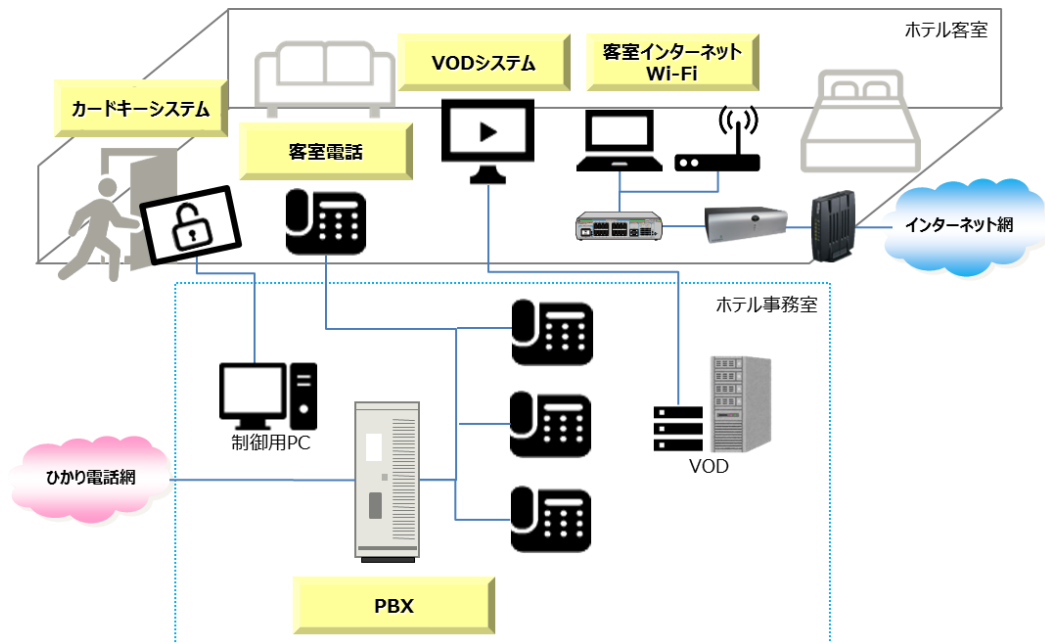 ホテル客室
VODシステム
客室インターネット
Wi-Fi
カードキーシステム
客室電話
インターネット網
ホテル事務室
制御用PC
VOD
ひかり電話網
PBX